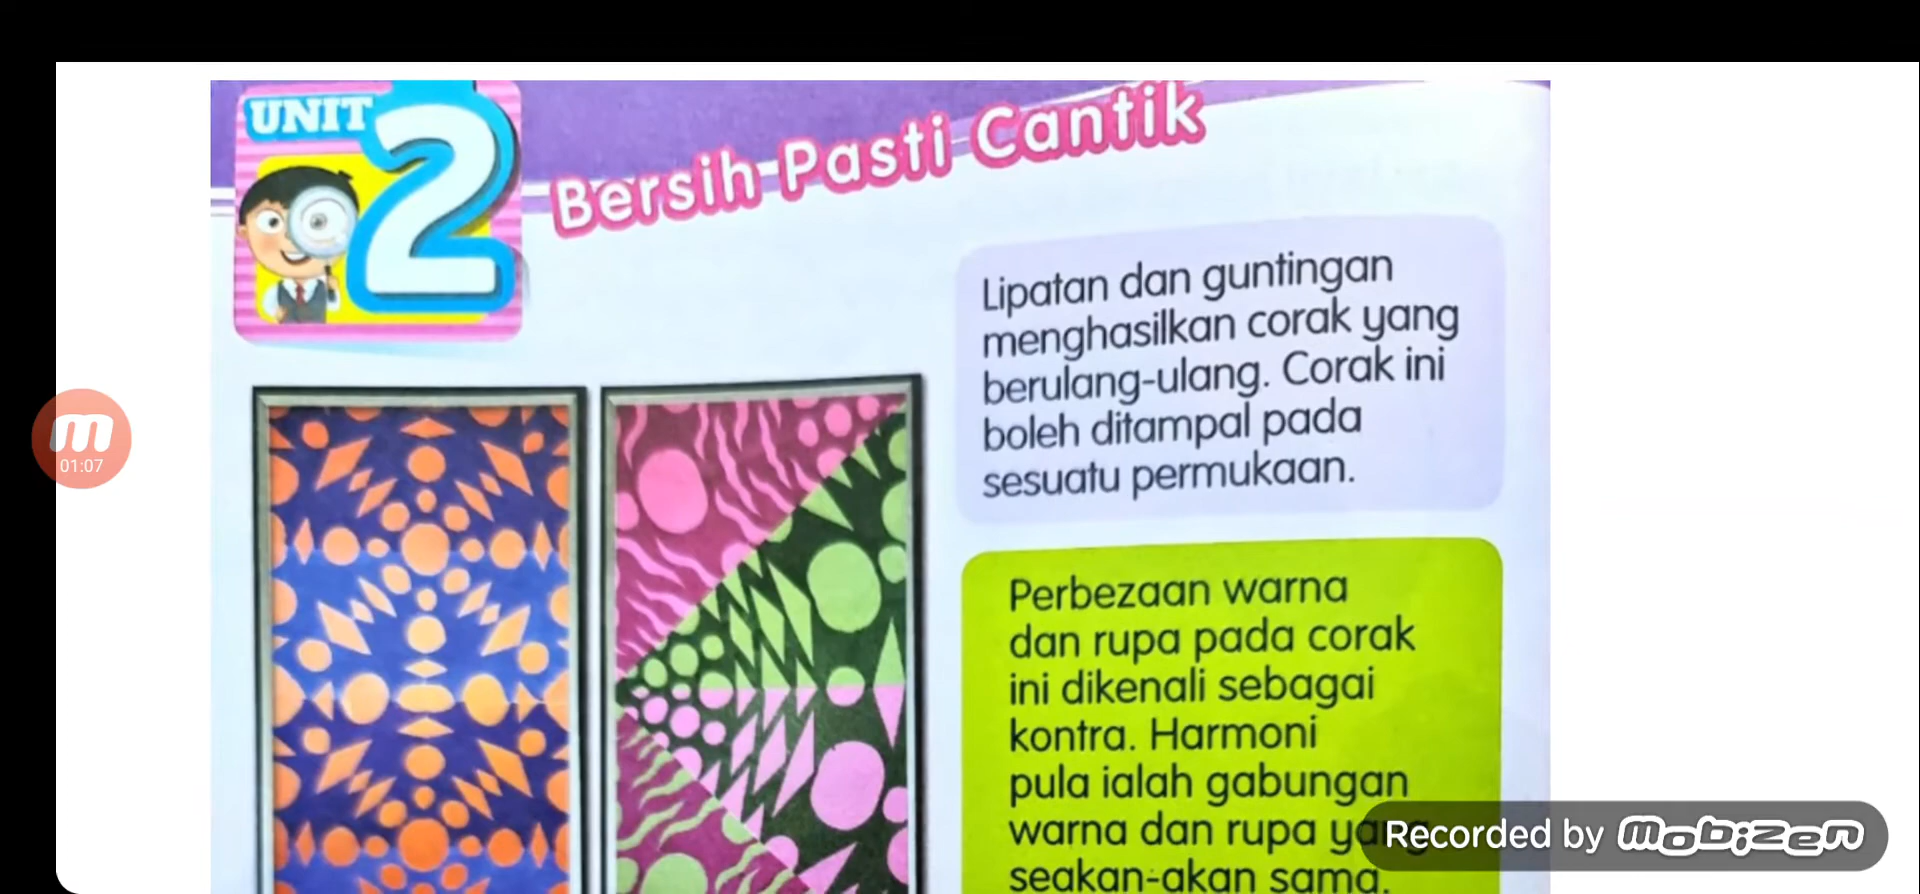 UNIT
2
Bersih Pasti Cantik
Lipatan dan guntingan
menghasilkan corak yang
berulang-ulang. Corak ini
boleh ditampal pada
sesuatu permukaan.
Perbezaan warna
dan rupa pada corak
ini dikenali sebagai
kontra. Harmoni
pula ialah gabungan
warna dan rupa yang
seakan-akan sama.
m
01:07
Recorded by mobizen